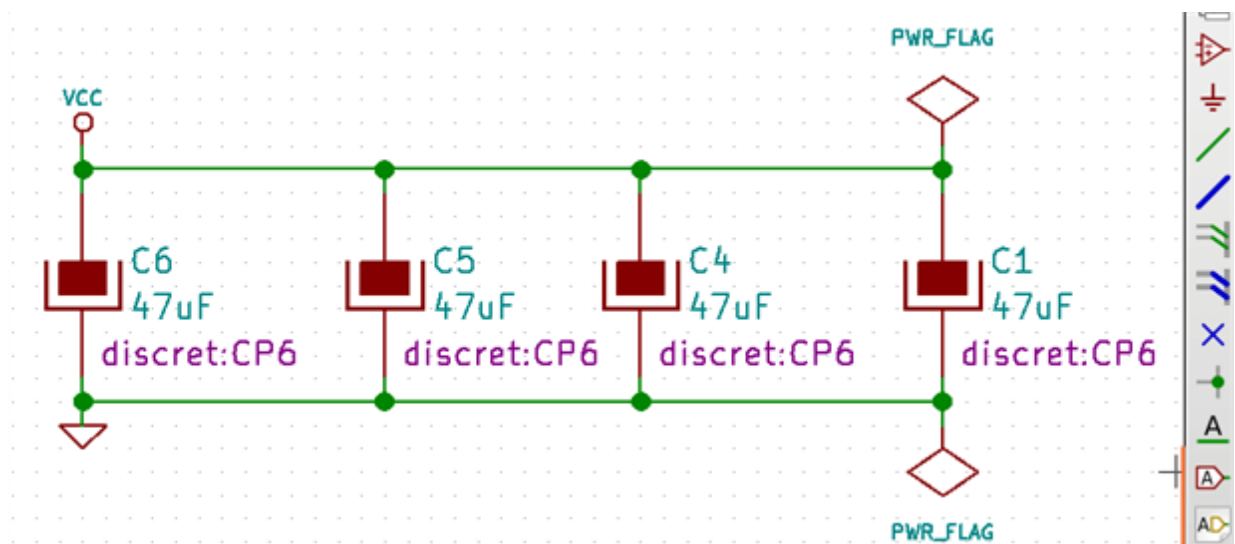 PWR_FLAG
VCC
C6
47uF
discret:CP6
C5
47uF
discret:CP6
C4
47uF
discret:CP6
C1
47uF
discret:CP6
PWR_FLAG
A
A
AD